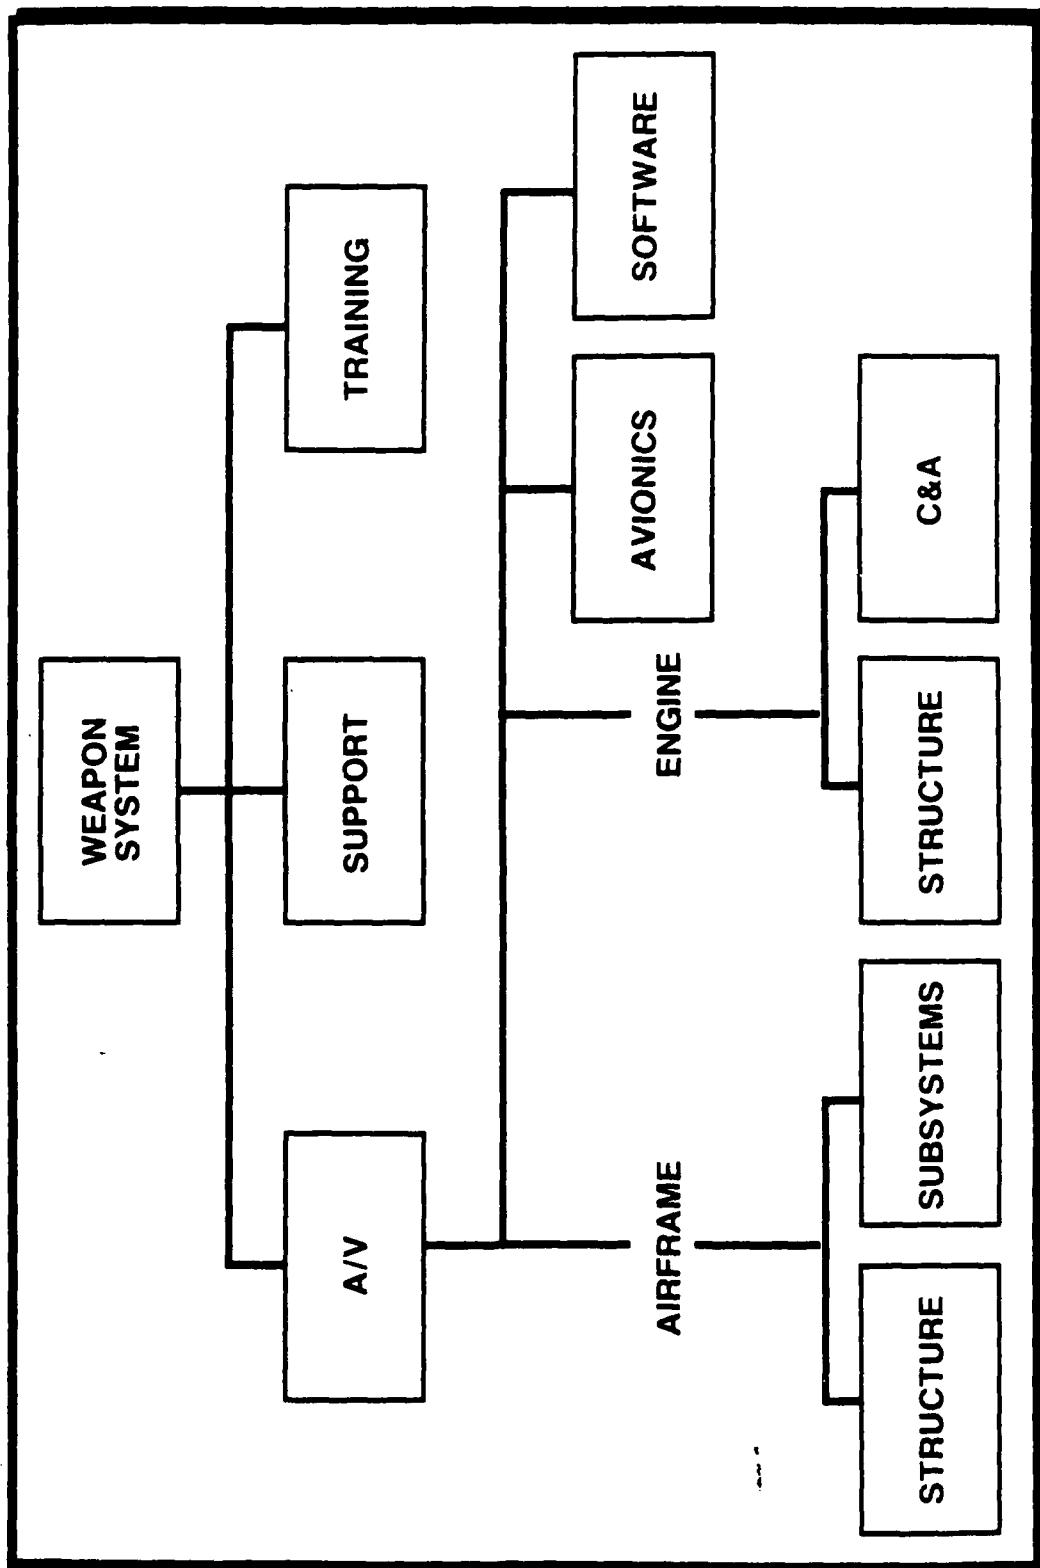 WEAPON
SYSTEM
A/V
SUPPORT
TRAINING
AIRFRAME
ENGINE
AVIONICS
SOFTWARE
STRUCTURE
SUBSYSTEMS
STRUCTURE
C&A